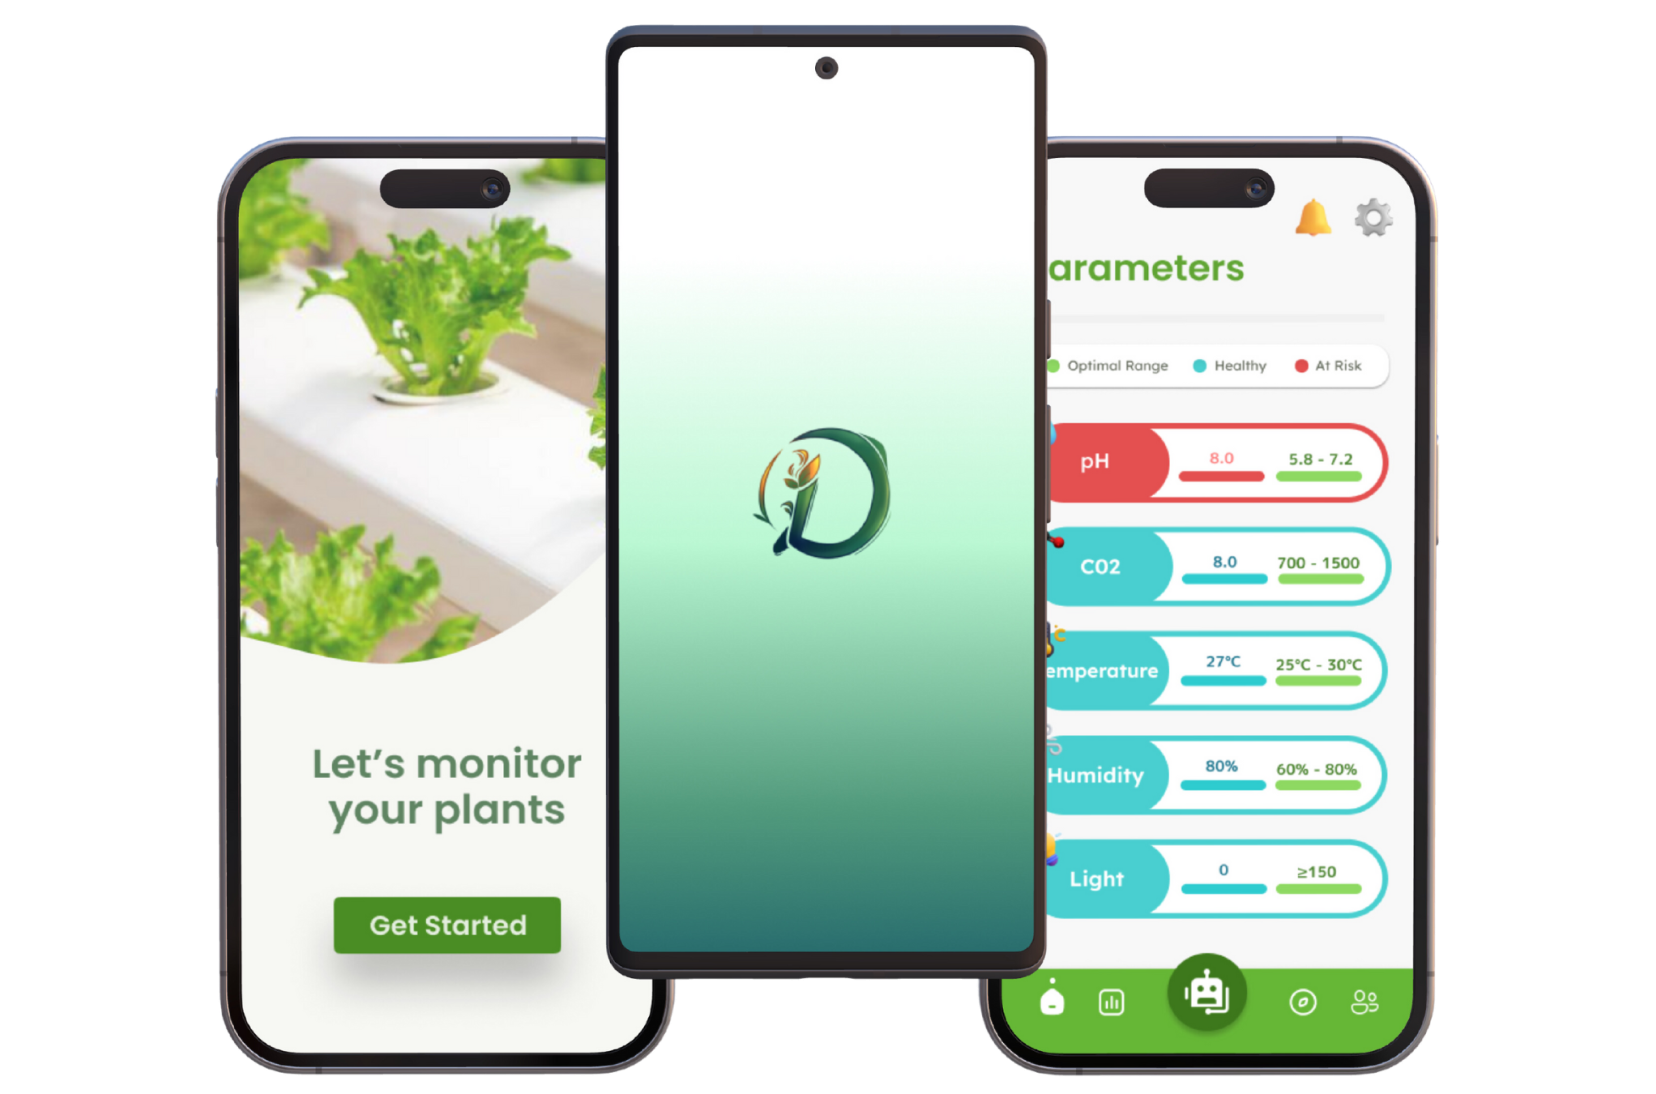 Let's monitor
your plants
Get Started
D
arameters
Optimal Range Healthy At Risk
pH 8.0 5.8 - 7.2
C02 8.0 700 - 1500
emperature 27°C 25°C - 30°C
Humidity 80% 60% - 80%
Light 0 ≥150